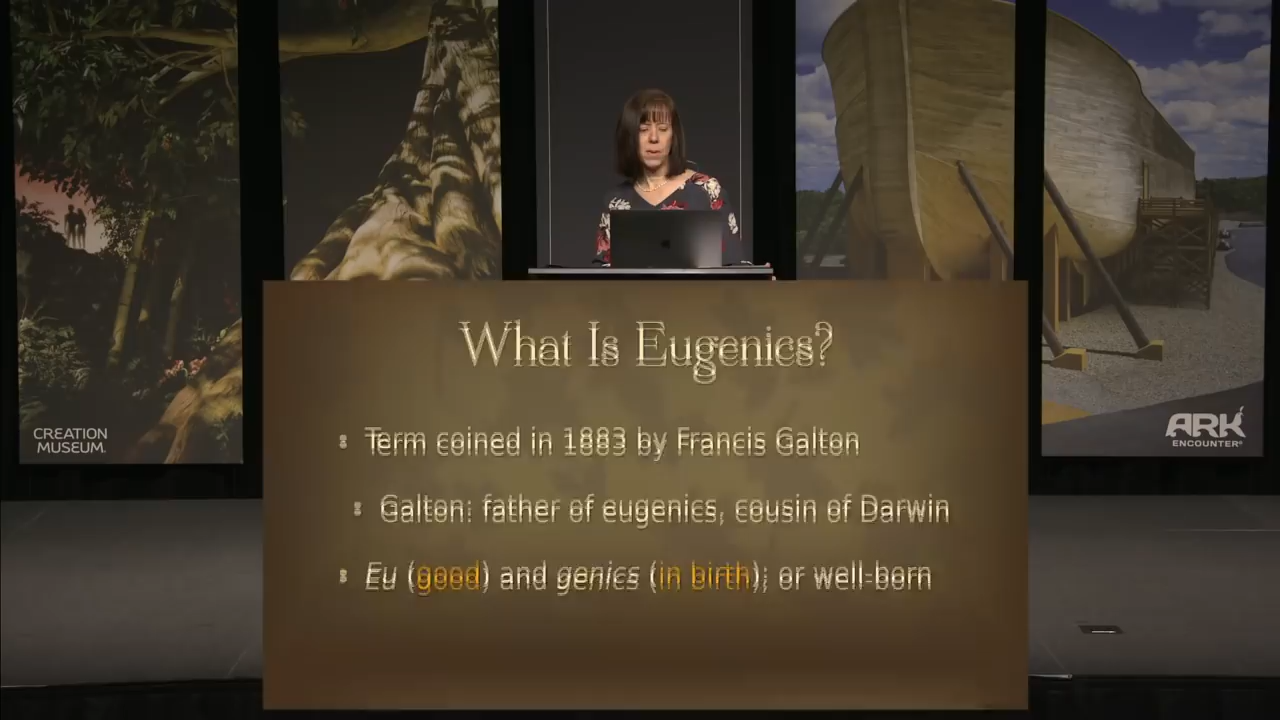 What Is Eugenics?
Term coined in 1883 by Francis Galton
Galton: father of eugenics, cousin of Darwin
Eu (good) and genics (in birth); or well-born
CREATION
MUSEUM
ARK
ENCOUNTER